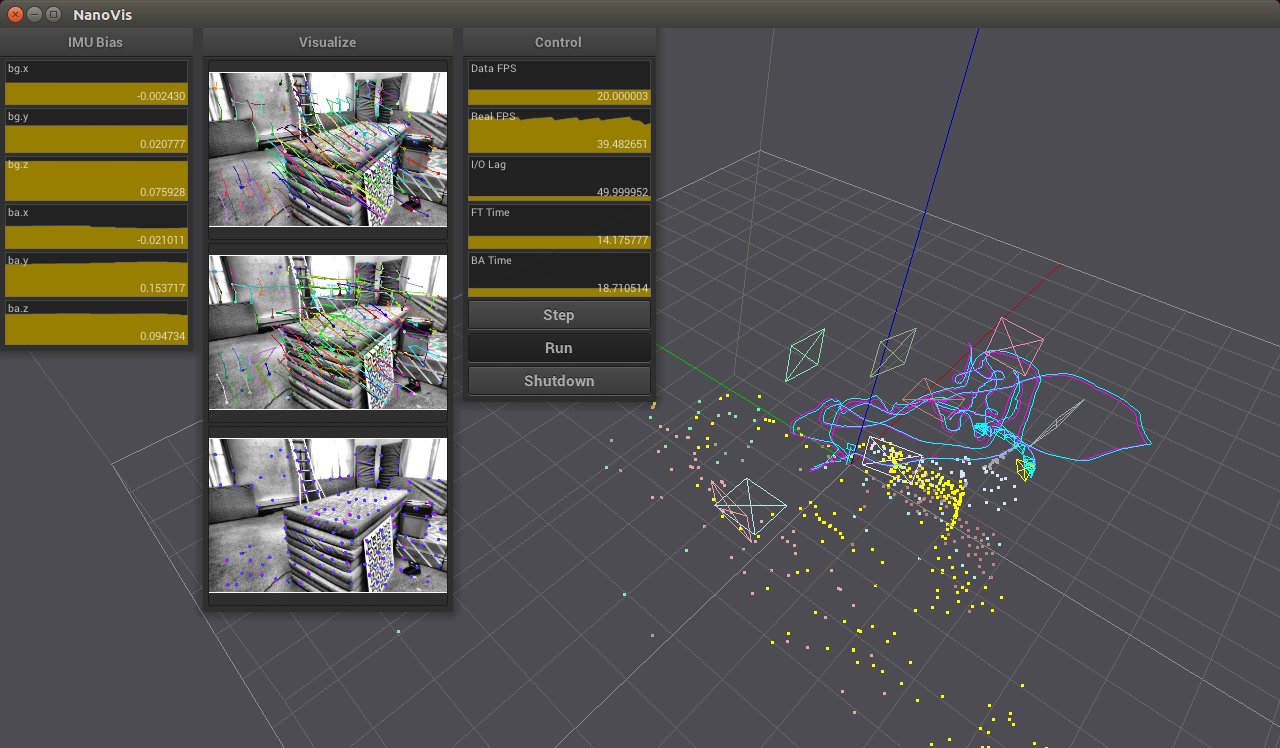 NanoVis
IMU Bias
bg.x
-0.002430
bg.y
0.020777
bg.z
0.075928
ba.x
-0.021011
ba.y
0.153717
ba.z
0.094734
Visualize
Control
Data FPS
20.000003
Real FPS
39.482651
I/O Lag
49.999952
FT Time
14.175777
BA Time
18.710514
Step
Run
Shutdown